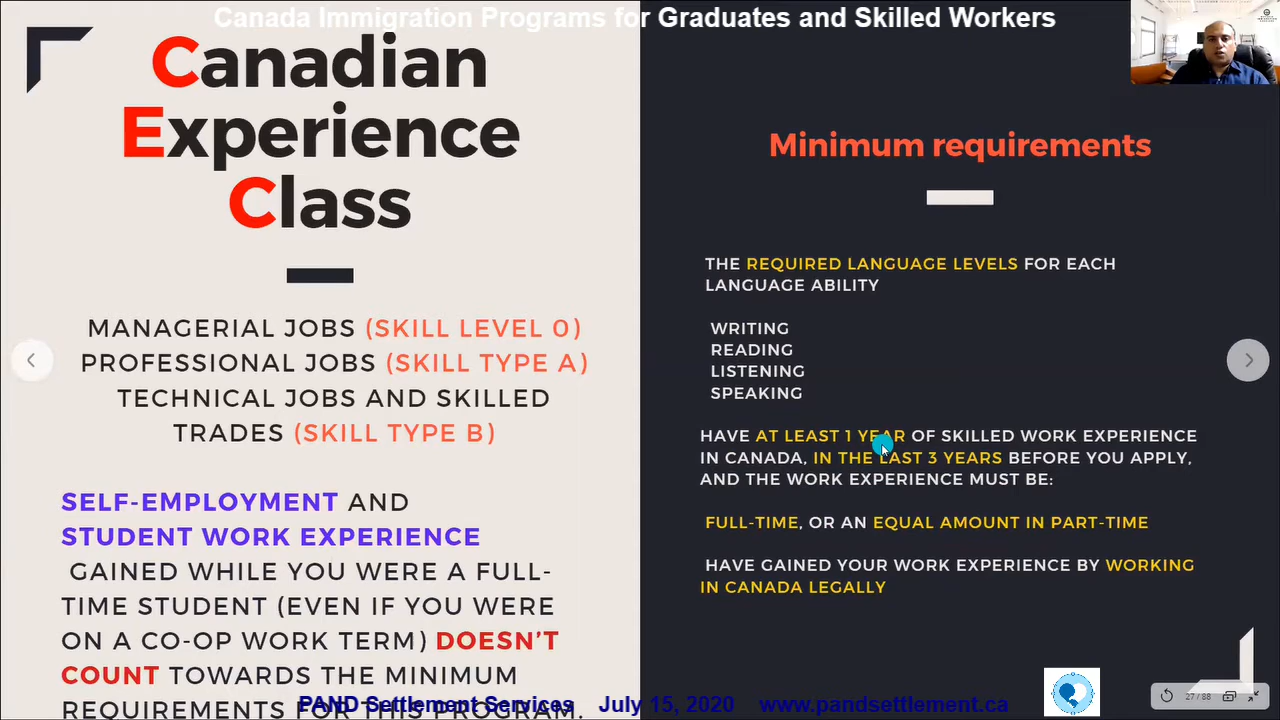 Canada Immigration Programs for Graduates and Skilled Workers
Canadian
Experience
Class
MANAGERIAL JOBS (SKILL LEVEL 0)
PROFESSIONAL JOBS (SKILL TYPE A)
TECHNICAL JOBS AND SKILLED
TRADES (SKILL TYPE B)
SELF-EMPLOYMENT AND
STUDENT WORK EXPERIENCE
GAINED WHILE YOU WERE A FULL-
TIME STUDENT (EVEN IF YOU WERE
ON A CO-OP WORK TERM) DOESN'T
COUNT TOWARDS THE MINIMUM
REQUIREMENTS FOR THIS PROGRAM.
Minimum requirements
THE REQUIRED LANGUAGE LEVELS FOR EACH
LANGUAGE ABILITY
WRITING
READING
LISTENING
SPEAKING
HAVE AT LEAST 1 YEAR OF SKILLED WORK EXPERIENCE
IN CANADA, IN THE LAST 3 YEARS BEFORE YOU APPLY,
AND THE WORK EXPERIENCE MUST BE:
FULL-TIME, OR AN EQUAL AMOUNT IN PART-TIME
HAVE GAINED YOUR WORK EXPERIENCE BY WORKING
IN CANADA LEGALLY
27 / 88
PAND Settlement Services July 15, 2020 www.pandsettlement.ca